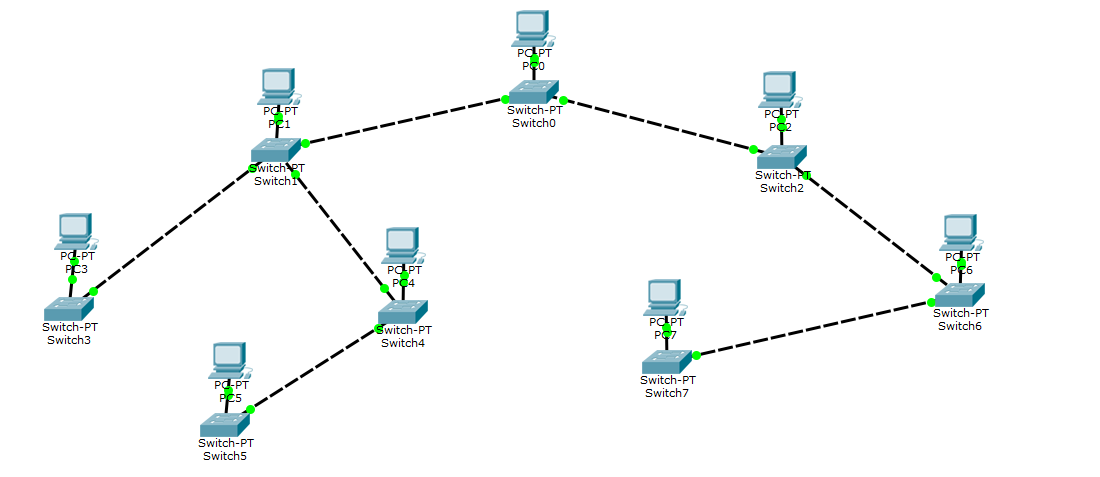 PC-PT
PC0
Switch-PT
Switch0
PC-PT
PC1
Switch-PT
Switch1
PC-PT
PC2
Switch-PT
Switch2
PC-PT
PC3
Switch-PT
Switch3
PC-PT
PC4
Switch-PT
Switch4
PC-PT
PC6
Switch-PT
Switch6
PC-PT
PC7
Switch-PT
Switch7
PC-PT
PC5
Switch-PT
Switch5